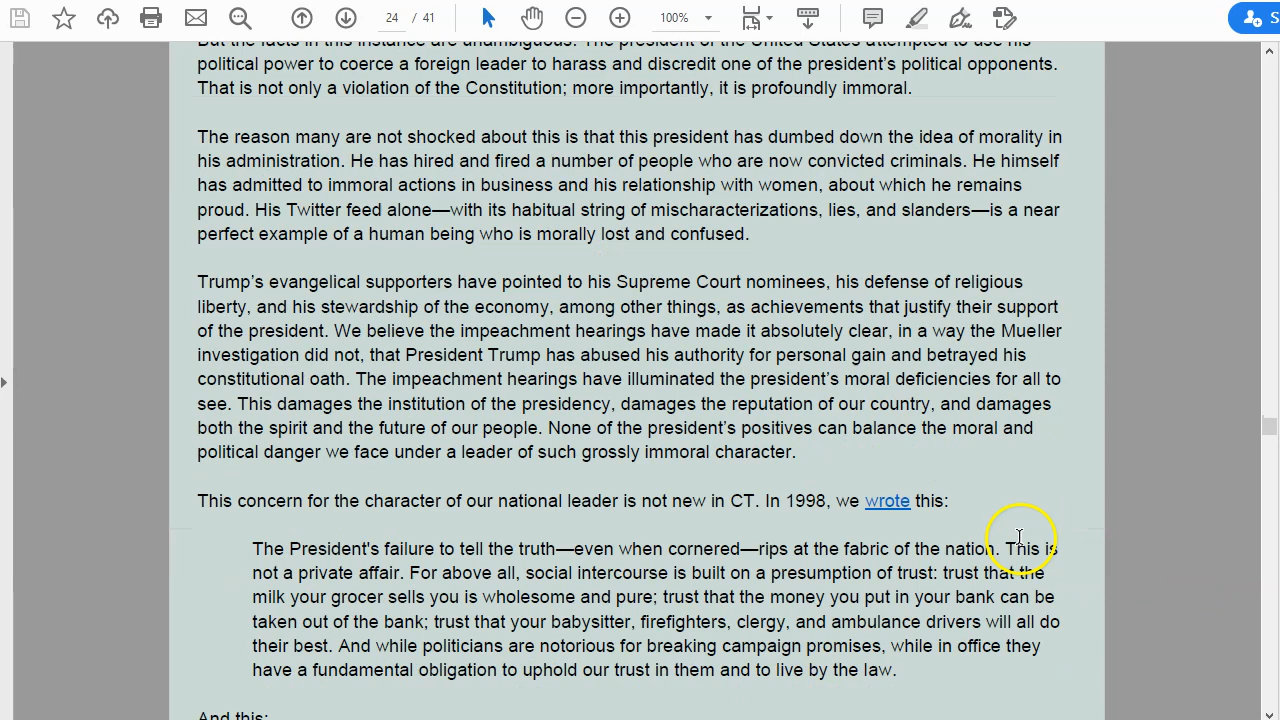 24 / 41
100%
S
But the facts in this instance are unambiguous: The president of the United States attempted to use his
political power to coerce a foreign leader to harass and discredit one of the president’s political opponents.
That is not only a violation of the Constitution; more importantly, it is profoundly immoral.
The reason many are not shocked about this is that this president has dumbed down the idea of morality in
his administration. He has hired and fired a number of people who are now convicted criminals. He himself
has admitted to immoral actions in business and his relationship with women, about which he remains
proud. His Twitter feed alone—with its habitual string of mischaracterizations, lies, and slanders—is a near
perfect example of a human being who is morally lost and confused.
Trump’s evangelical supporters have pointed to his Supreme Court nominees, his defense of religious
liberty, and his stewardship of the economy, among other things, as achievements that justify their support
of the president. We believe the impeachment hearings have made it absolutely clear, in a way the Mueller
investigation did not, that President Trump has abused his authority for personal gain and betrayed his
constitutional oath. The impeachment hearings have illuminated the president’s moral deficiencies for all to
see. This damages the institution of the presidency, damages the reputation of our country, and damages
both the spirit and the future of our people. None of the president’s positives can balance the moral and
political danger we face under a leader of such grossly immoral character.
This concern for the character of our national leader is not new in CT. In 1998, we wrote this:
The President's failure to tell the truth—even when cornered—rips at the fabric of the nation. This is
not a private affair. For above all, social intercourse is built on a presumption of trust: trust that the
milk your grocer sells you is wholesome and pure; trust that the money you put in your bank can be
taken out of the bank; trust that your babysitter, firefighters, clergy, and ambulance drivers will all do
their best. And while politicians are notorious for breaking campaign promises, while in office they
have a fundamental obligation to uphold our trust in them and to live by the law.
And this: